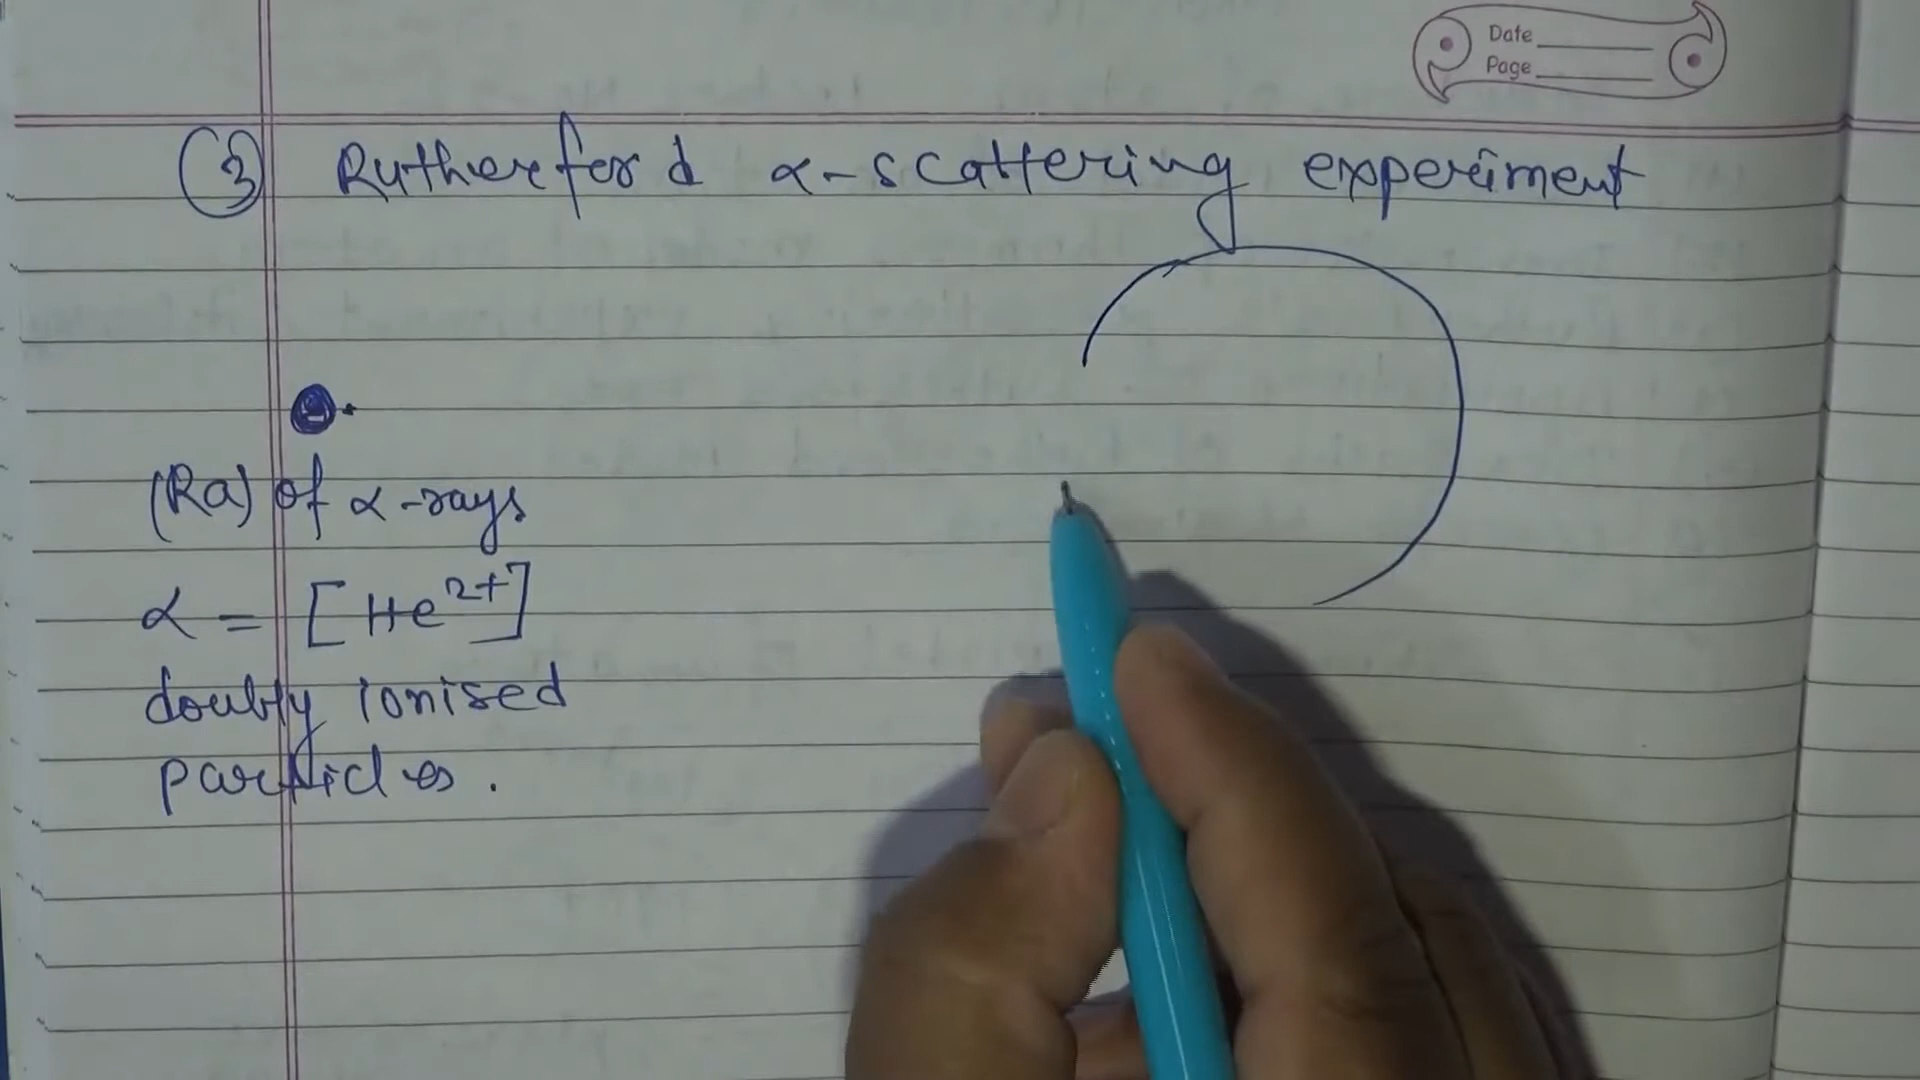 Date
Page
(3) Rutherford α-scattering experiment
(Ra) of α-rays
α = [He²⁺]
doubly ionised
particles.